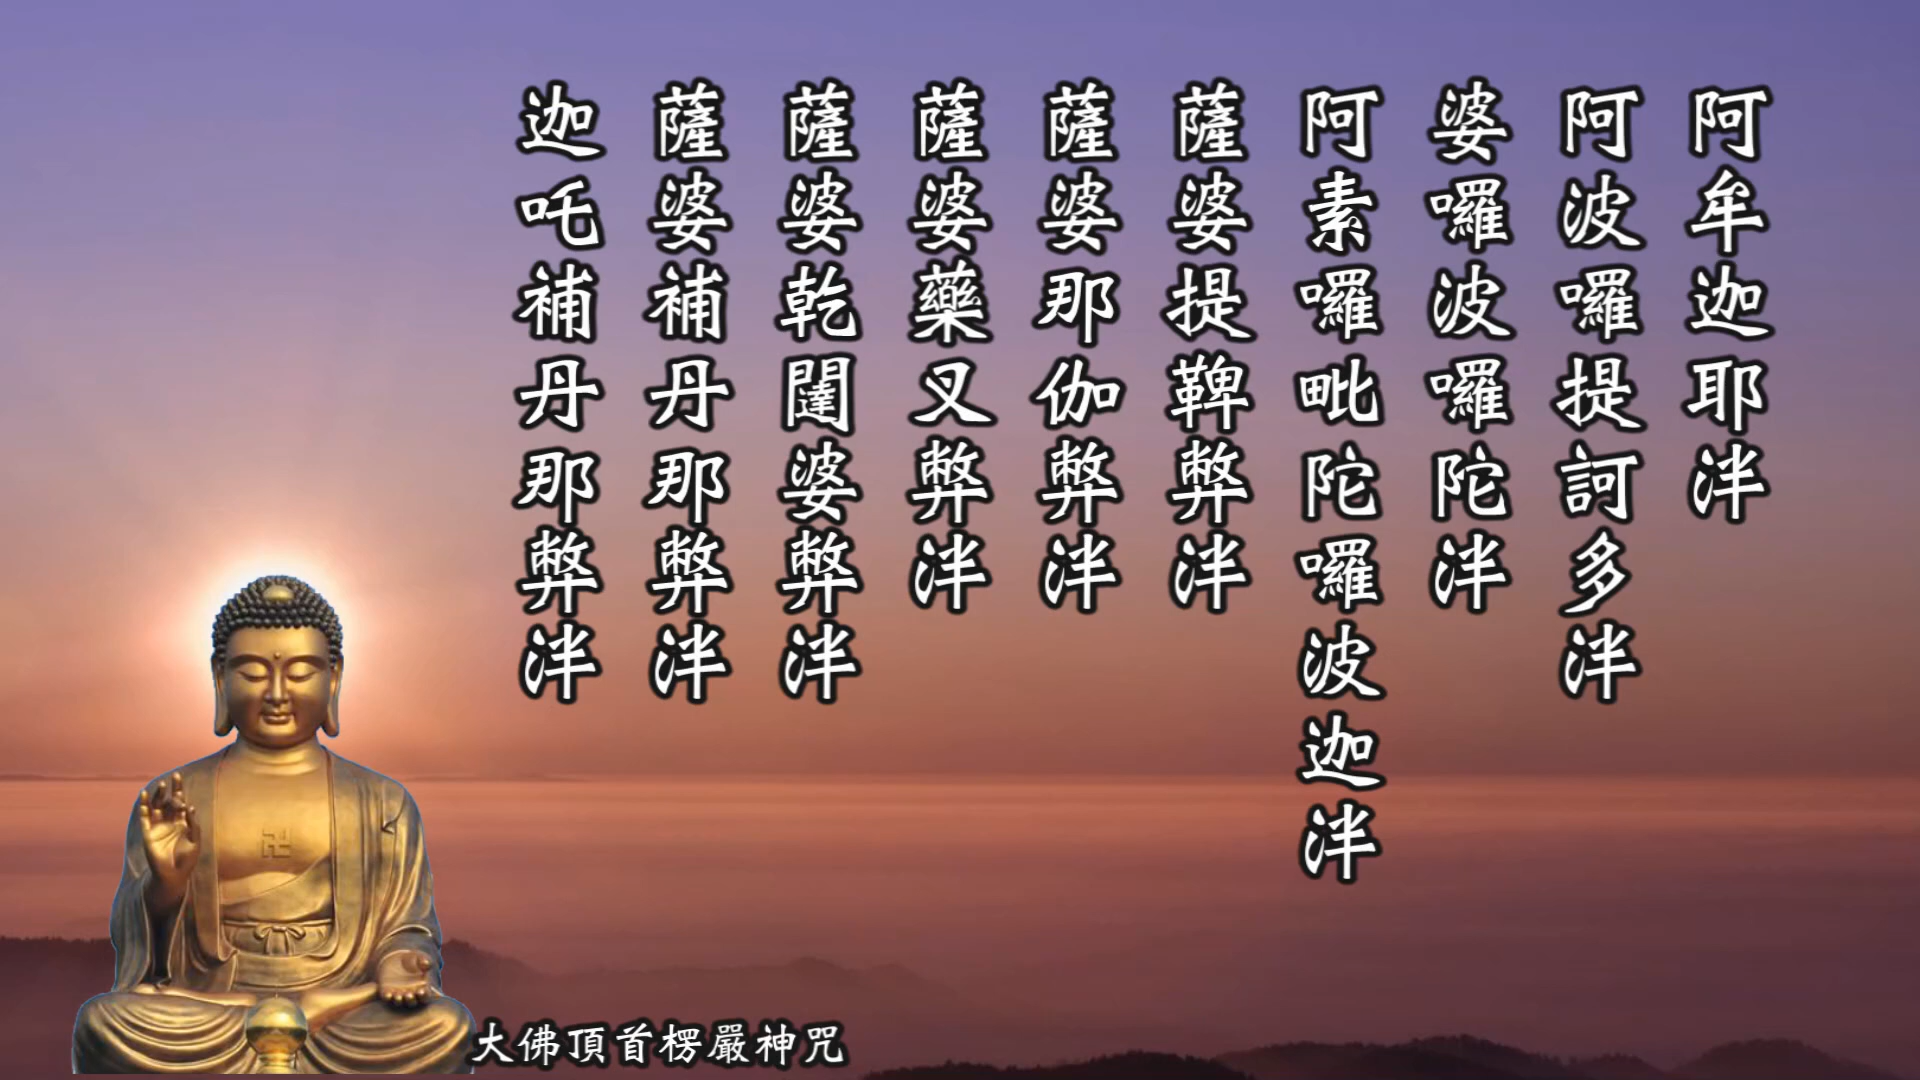 阿牟迦耶泮
阿波囉提訶多泮
婆囉波囉陀泮
阿素囉毗陀囉波迦泮
薩婆提鞞弊泮
薩婆那伽弊泮
薩婆藥叉弊泮
薩婆乾闥婆弊泮
薩婆補丹那弊泮
迦吒補丹那弊泮
大佛頂首楞嚴神咒